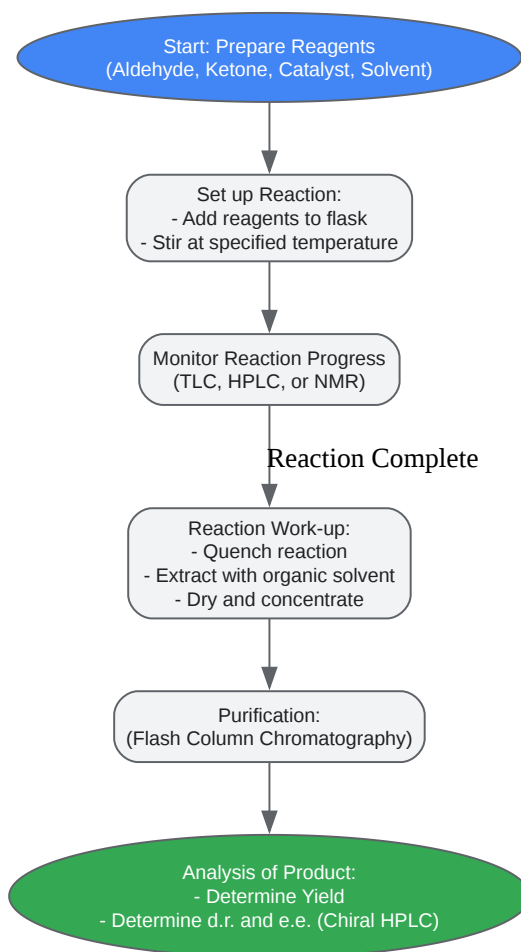 Start: Prepare Reagents
(Aldehyde, Ketone, Catalyst, Solvent)
Set up Reaction:
- Add reagents to flask
- Stir at specified temperature
Monitor Reaction Progress
(TLC, HPLC, or NMR)
Reaction Complete
Reaction Work-up:
- Quench reaction
- Extract with organic solvent
- Dry and concentrate
Purification:
(Flash Column Chromatography)
Analysis of Product:
- Determine Yield
- Determine d.r. and e.e. (Chiral HPLC)